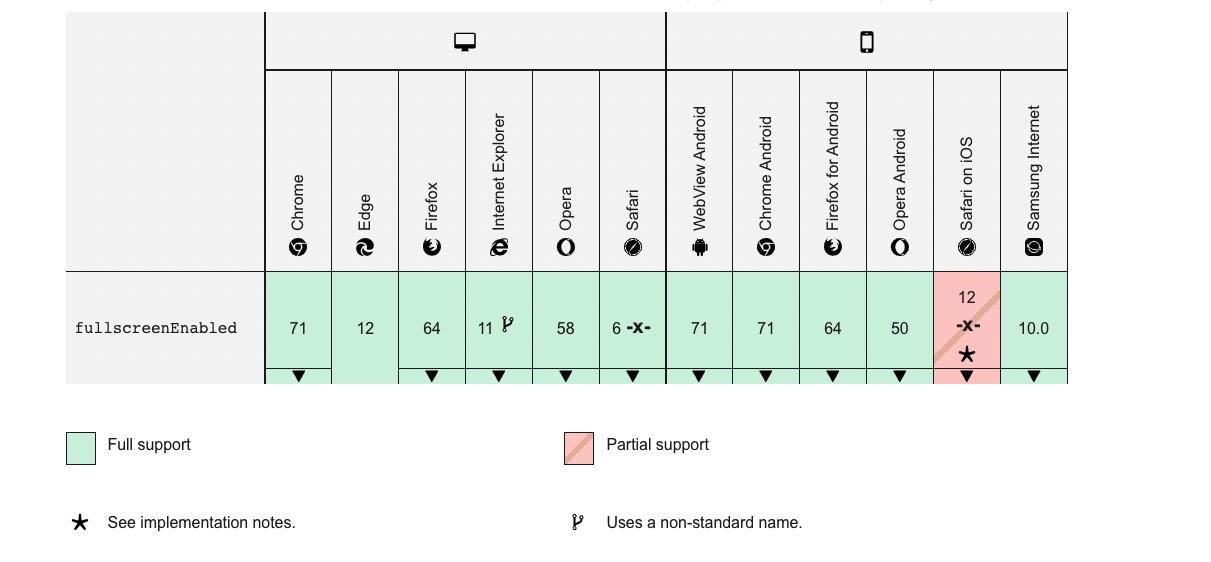 Chrome
Edge
Firefox
Internet Explorer
Opera
Safari
WebView Android
Chrome Android
Firefox for Android
Opera Android
Safari on iOS
Samsung Internet
fullscreenEnabled
71
12
64
11
58
6 -x-
71
71
64
50
12
-x-
10.0
Full support
Partial support
See implementation notes.
Uses a non-standard name.